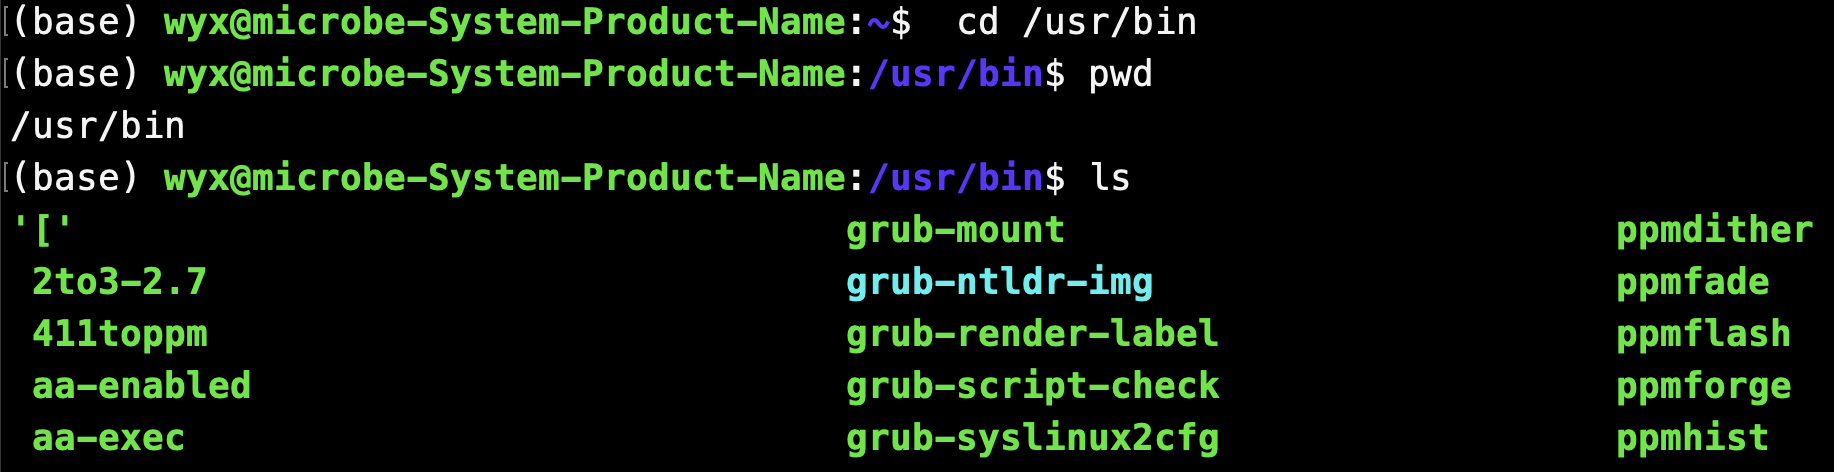 (base) wyx@microbe-System-Product-Name:~$  cd /usr/bin
(base) wyx@microbe-System-Product-Name:/usr/bin$ pwd
/usr/bin
(base) wyx@microbe-System-Product-Name:/usr/bin$ ls
'[' grub-mount ppmdither
2to3-2.7 grub-ntldr-img ppmfade
411toppm grub-render-label ppmflash
aa-enabled grub-script-check ppmforge
aa-exec grub-syslinux2cfg ppmhist